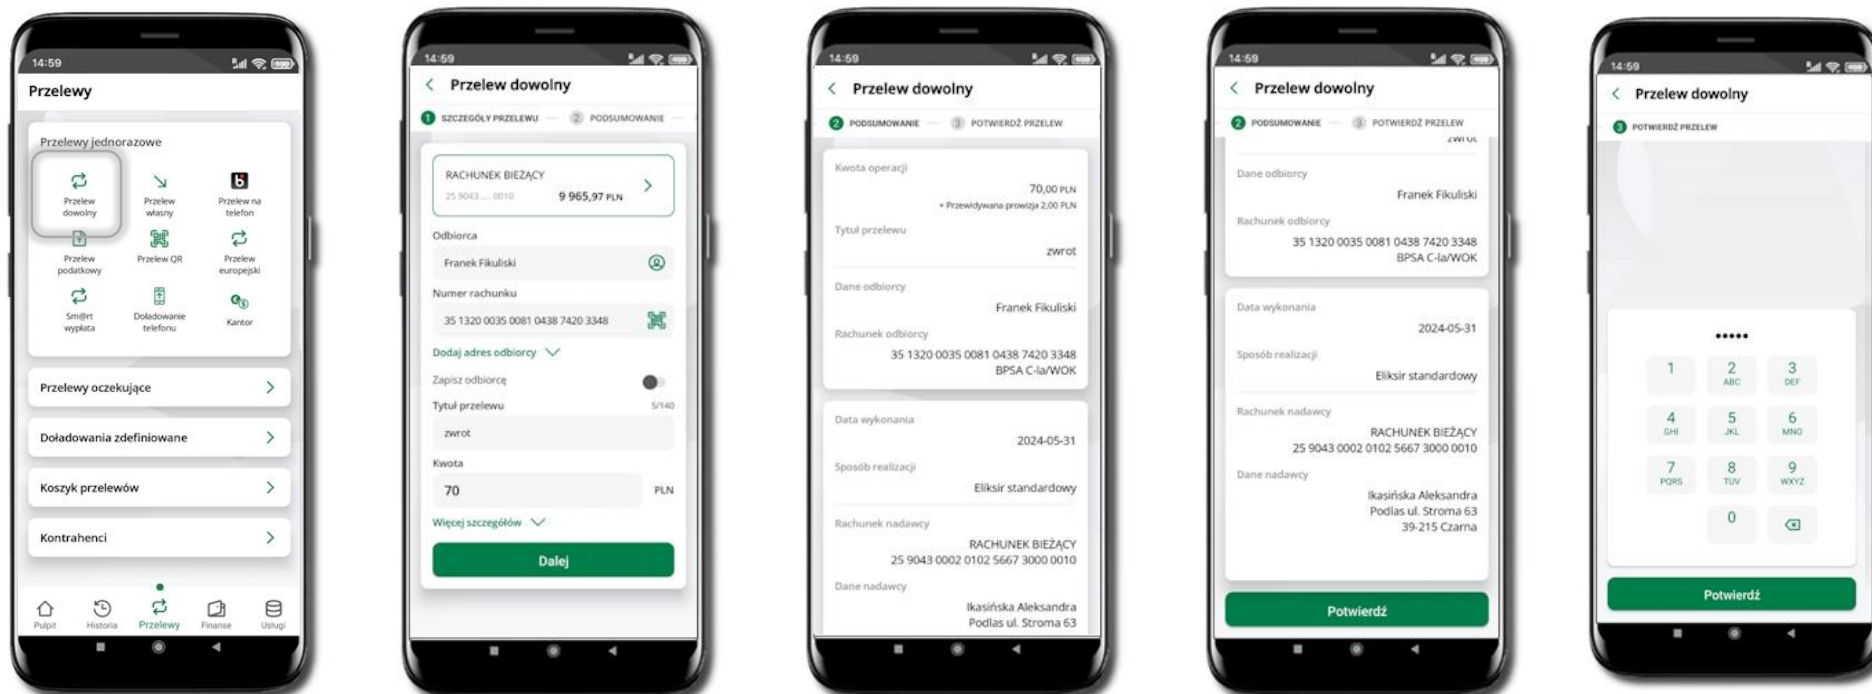 14:59
Przelewy
Przelewy jednorazowe
Przelew dowolny
Przelew własny
Przelew na telefon
Przelew podatkowy
Przelew QR
Przelew europejski
Sm@rt wypłata
Doładowanie telefonu
Kantor
Przelewy oczekujące
Doładowania zdefiniowane
Koszyk przelewów
Kontrahenci
Pulpit
Historia
Przelewy
Finanse
Usługi
14:59
Przelew dowolny
1 SZCZEGÓŁY PRZELEWU
2 PODSUMOWANIE
RACHUNEK BIEŻĄCY
25 9043 .... 0010 9 965,97 PLN
Odbiorca
Franek Fikuliski
Numer rachunku
35 1320 0035 0081 0438 7420 3348
Dodaj adres odbiorcy
Zapisz odbiorcę
Tytuł przelewu 5/140
zwrot
Kwota
70 PLN
Więcej szczegółów
Dalej
14:59
Przelew dowolny
2 PODSUMOWANIE
3 POTWIERDŹ PRZELEW
Kwota operacji
70,00 PLN
+ Przewidywana prowizja 2,00 PLN
Tytuł przelewu
zwrot
Dane odbiorcy
Franek Fikuliski
Rachunek odbiorcy
35 1320 0035 0081 0438 7420 3348
BPSA C-la/WOK
Data wykonania
2024-05-31
Sposób realizacji
Eliksir standardowy
Rachunek nadawcy
RACHUNEK BIEŻĄCY
25 9043 0002 0102 5667 3000 0010
Dane nadawcy
Ikasińska Aleksandra
Podlas ul. Stroma 63
14:59
Przelew dowolny
2 PODSUMOWANIE
3 POTWIERDŹ PRZELEW
zwrot
Dane odbiorcy
Franek Fikuliski
Rachunek odbiorcy
35 1320 0035 0081 0438 7420 3348
BPSA C-la/WOK
Data wykonania
2024-05-31
Sposób realizacji
Eliksir standardowy
Rachunek nadawcy
RACHUNEK BIEŻĄCY
25 9043 0002 0102 5667 3000 0010
Dane nadawcy
Ikasińska Aleksandra
Podlas ul. Stroma 63
39-215 Czarna
Potwierdź
14:59
Przelew dowolny
3 POTWIERDŹ PRZELEW
•••••
1
2 ABC
3 DEF
4 GHI
5 JKL
6 MNO
7 PQRS
8 TUV
9 WXYZ
0
Potwierdź